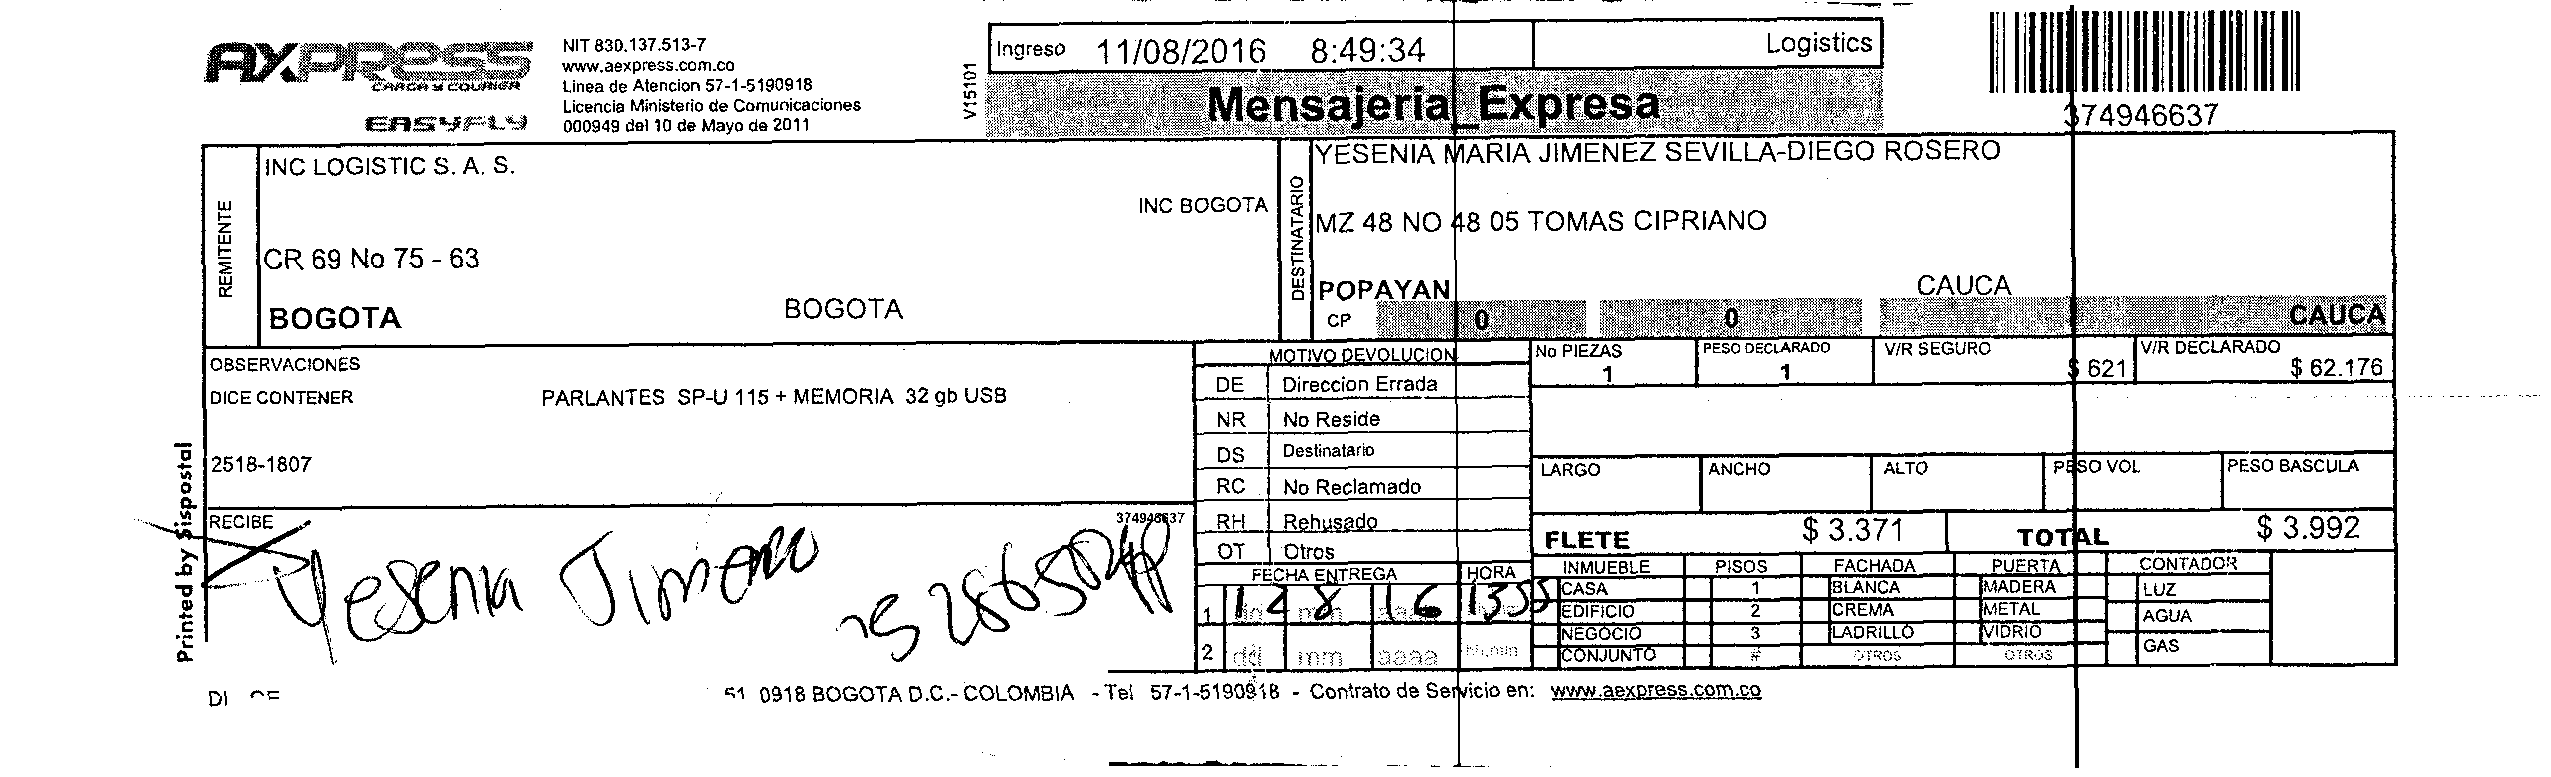 AXPRESS
CARGA Y COURIER
EASYFLY
NIT 830.137.513-7
www.aexpress.com.co
Linea de Atencion 57-1-5190918
Licencia Ministerio de Comunicaciones
000949 del 10 de Mayo de 2011
V15101
Ingreso 11/08/2016 8:49:34 Logistics
Mensajeria_Expresa
374946637
REMITENTE
INC LOGISTIC S. A. S.
INC BOGOTA
CR 69 No 75 - 63
BOGOTA BOGOTA
DESTINATARIO
YESENIA MARIA JIMENEZ SEVILLA-DIEGO ROSERO
MZ 48 NO 48 05 TOMAS CIPRIANO
POPAYAN CAUCA
CP 0 0 CAUCA
OBSERVACIONES
DICE CONTENER PARLANTES SP-U 115 + MEMORIA 32 gb USB
2518-1807
MOTIVO DEVOLUCION
DE Direccion Errada
NR No Reside
DS Destinatario
RC No Reclamado
RH Rehusado
OT Otros
No PIEZAS 1
PESO DECLARADO 1
V/R SEGURO $ 621
V/R DECLARADO $ 62.176
LARGO ANCHO ALTO PESO VOL PESO BASCULA
FLETE $ 3.371 TOTAL $ 3.992
Printed by Sispostal
RECIBE
374946637
Yesenia Jimenez
FECHA ENTREGA HORA
1 12 8 16 1355
2 dd mm aaaa hh:mm
INMUEBLE PISOS FACHADA PUERTA CONTADOR
CASA 1 BLANCA MADERA LUZ
EDIFICIO 2 CREMA METAL AGUA
NEGOCIO 3 LADRILLO VIDRIO GAS
CONJUNTO # OTROS OTROS
0918 BOGOTA D.C.- COLOMBIA - Tel 57-1-5190918 - Contrato de Servicio en: www.aexpress.com.co